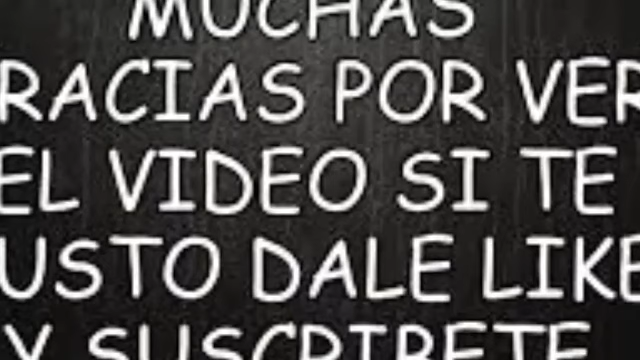 MUCHAS
RACIAS POR VER
EL VIDEO SI TE
USTO DALE LIKE
Y SUSCRIBETE